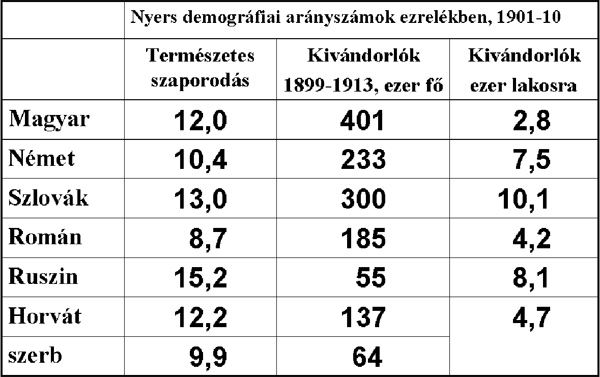 Nyers demográfiai arányszámok ezrelékben, 1901-10
Természetes szaporodás | Kivándorlók 1899-1913, ezer fő | Kivándorlók ezer lakosra
Magyar 12,0 401 2,8
Német 10,4 233 7,5
Szlovák 13,0 300 10,1
Román 8,7 185 4,2
Ruszin 15,2 55 8,1
Horvát 12,2 137 4,7
szerb 9,9 64